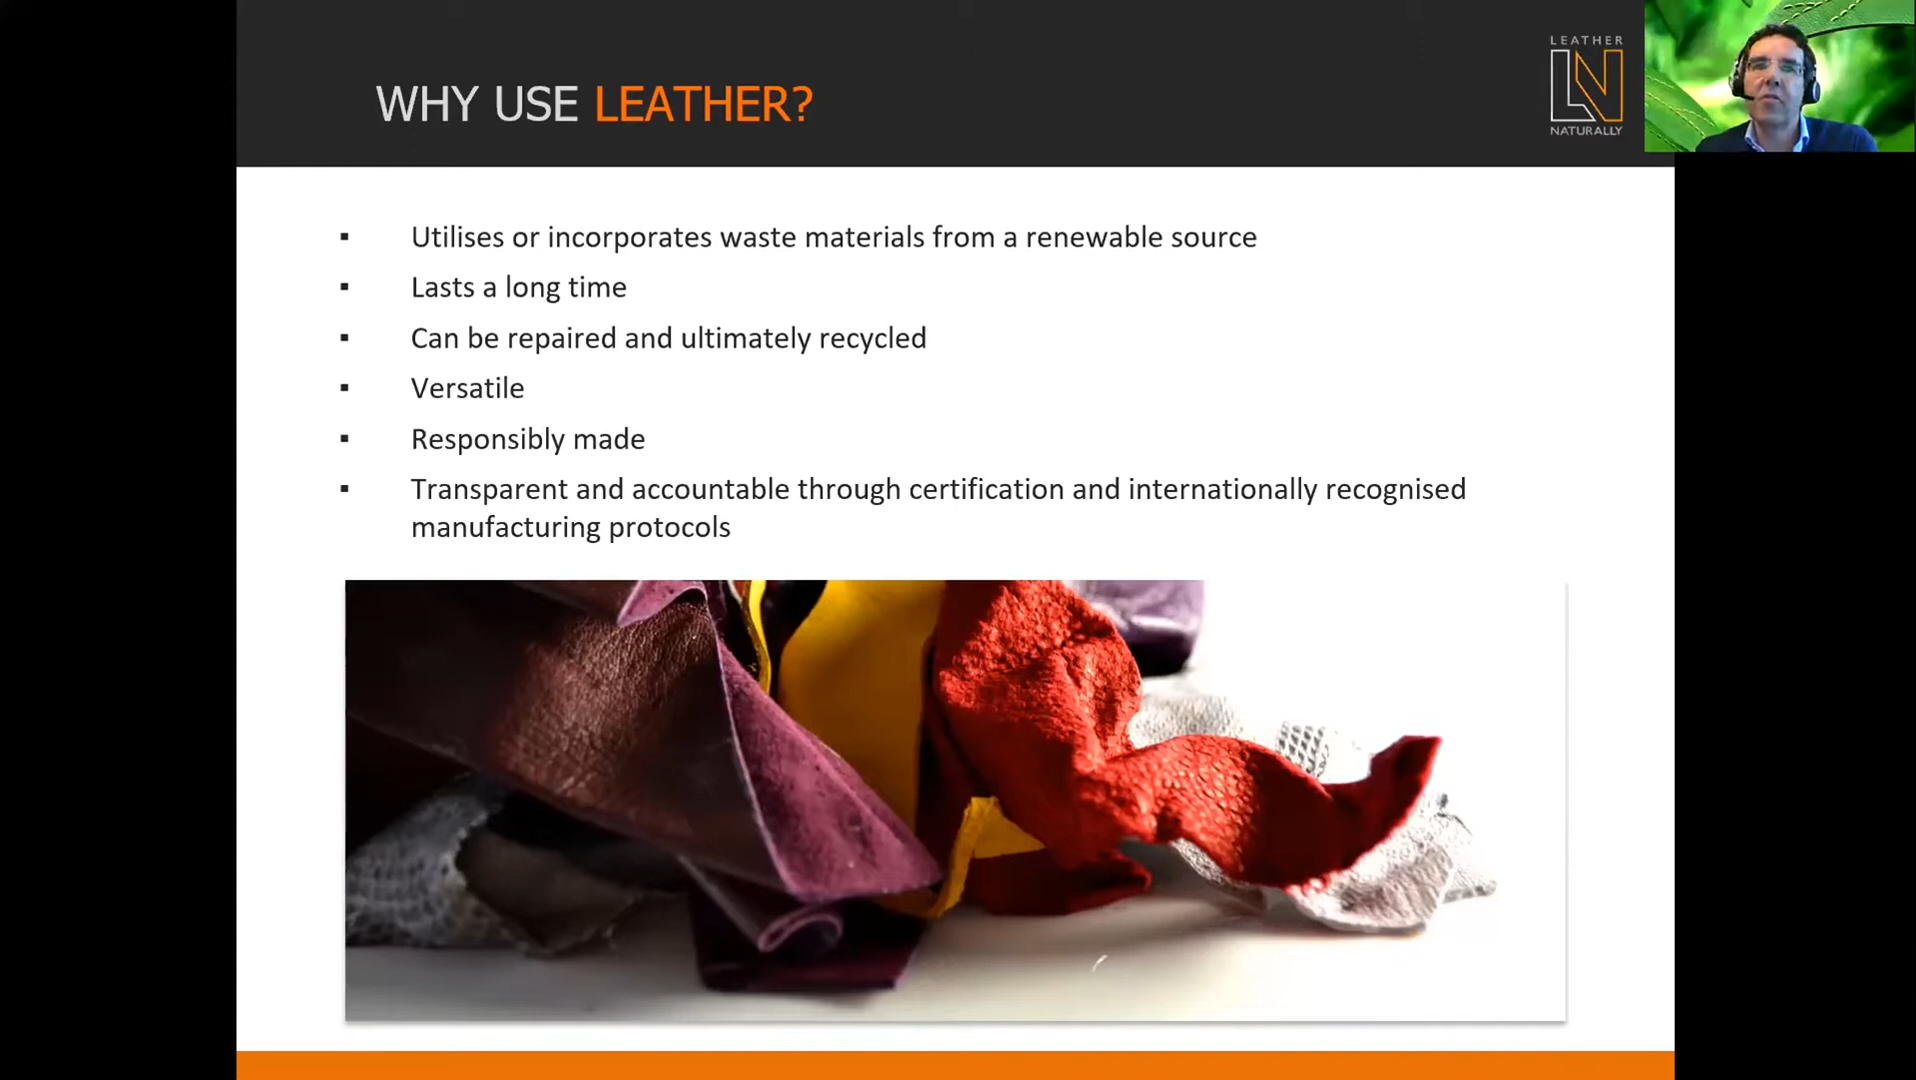 WHY USE LEATHER?
LEATHER
LN
NATURALLY
▪ Utilises or incorporates waste materials from a renewable source
▪ Lasts a long time
▪ Can be repaired and ultimately recycled
▪ Versatile
▪ Responsibly made
▪ Transparent and accountable through certification and internationally recognised
manufacturing protocols